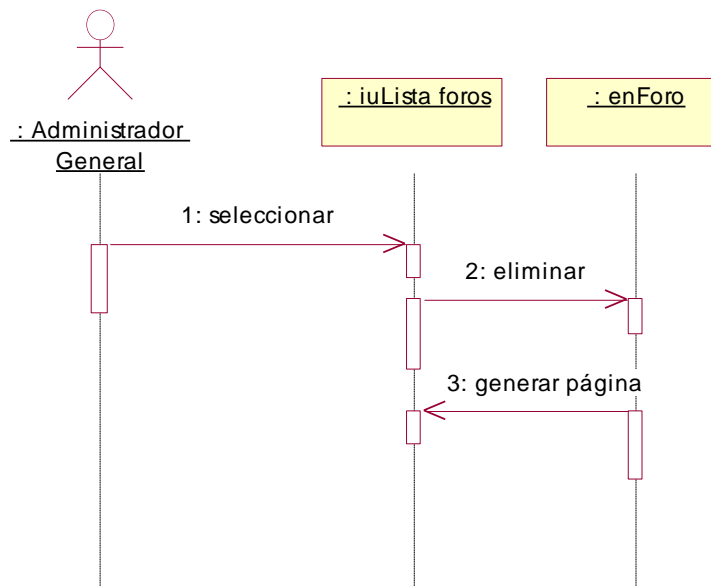 : Administrador
General
: iuLista foros
: enForo
1: seleccionar
2: eliminar
3: generar página